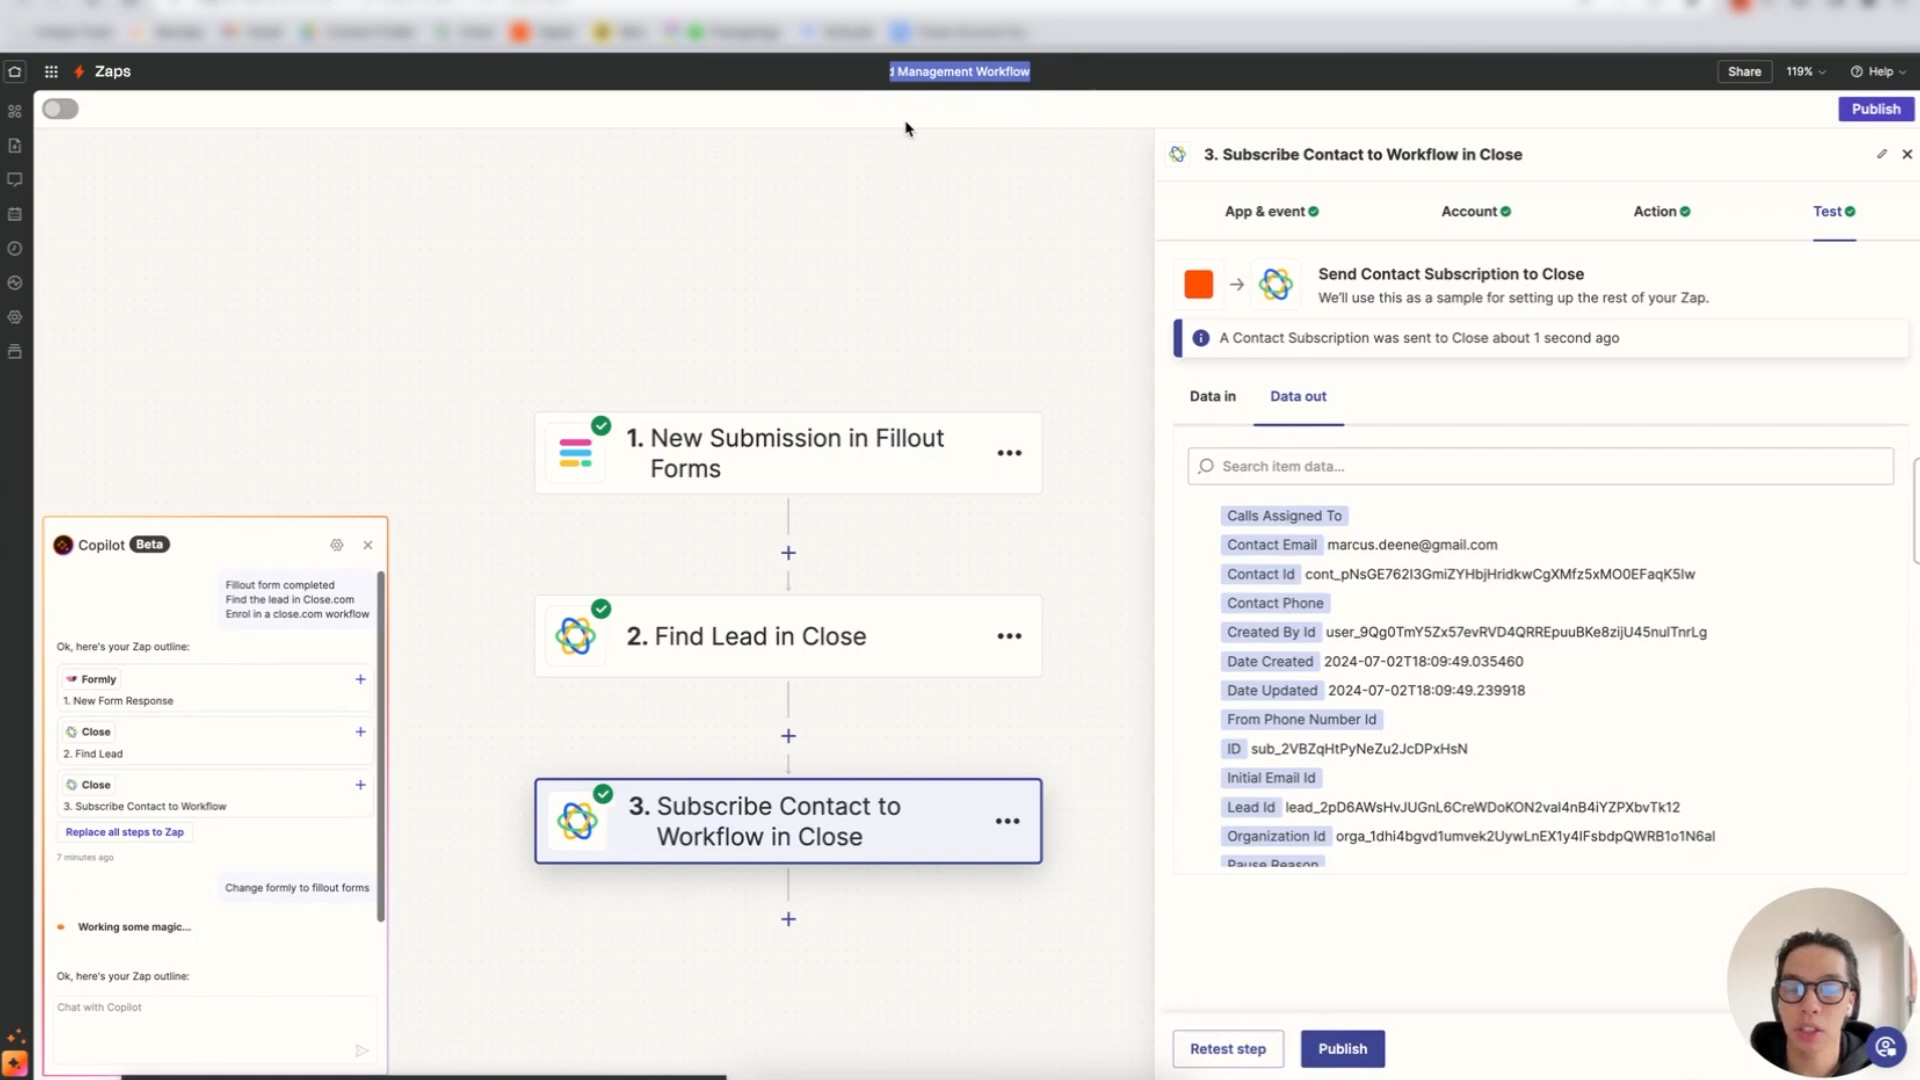 Zaps
d Management Workflow
Share
119%
Help
Publish
3. Subscribe Contact to Workflow in Close
App & event
Account
Action
Test
Send Contact Subscription to Close
We'll use this as a sample for setting up the rest of your Zap.
A Contact Subscription was sent to Close about 1 second ago
Data in
Data out
Search item data...
Calls Assigned To
Contact Email marcus.deene@gmail.com
Contact Id cont_pNsGE762I3GmiZYHbjHridkwCgXMfz5xMO0EFaqK5lw
Contact Phone
Created By Id user_9Qg0TmY5Zx57evRVD4QRREpuuBKe8zijU45nulTnrLg
Date Created 2024-07-02T18:09:49.035460
Date Updated 2024-07-02T18:09:49.239918
From Phone Number Id
ID sub_2VBZqHtPyNeZu2JcDPxHsN
Initial Email Id
Lead Id lead_2pD6AWsHvJUGnL6CreWDoKON2val4nB4iYZPXbvTk12
Organization Id orga_1dhi4bgvd1umvek2UywLnEX1y4lFsbdpQWRB1o1N6al
Pause Reason
Retest step
Publish
1. New Submission in Fillout
Forms
2. Find Lead in Close
3. Subscribe Contact to
Workflow in Close
Copilot Beta
Fillout form completed
Find the lead in Close.com
Enrol in a close.com workflow
Ok, here's your Zap outline:
Formly
1. New Form Response
Close
2. Find Lead
Close
3. Subscribe Contact to Workflow
Replace all steps to Zap
7 minutes ago
Change formly to fillout forms
Working some magic...
Ok, here's your Zap outline:
Chat with Copilot